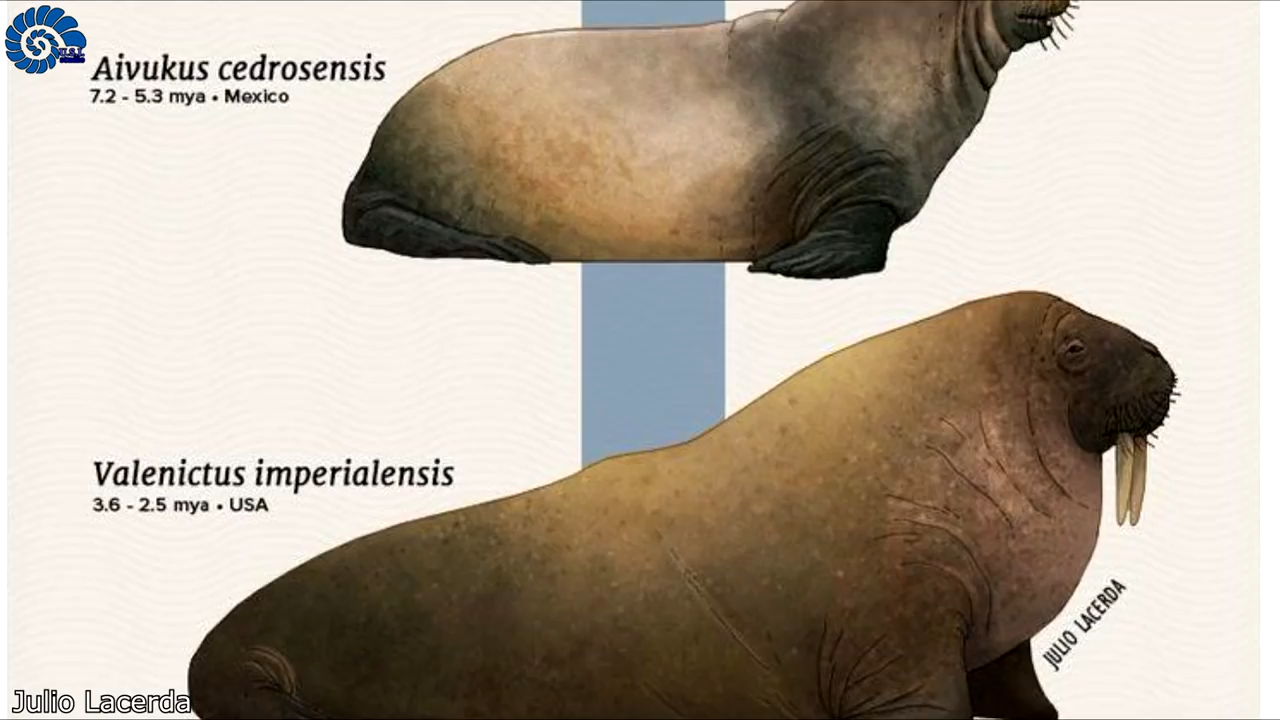 Aivukus cedrosensis
7.2 - 5.3 mya • Mexico
Valenictus imperialensis
3.6 - 2.5 mya • USA
JULIO LACERDA
Julio Lacerda